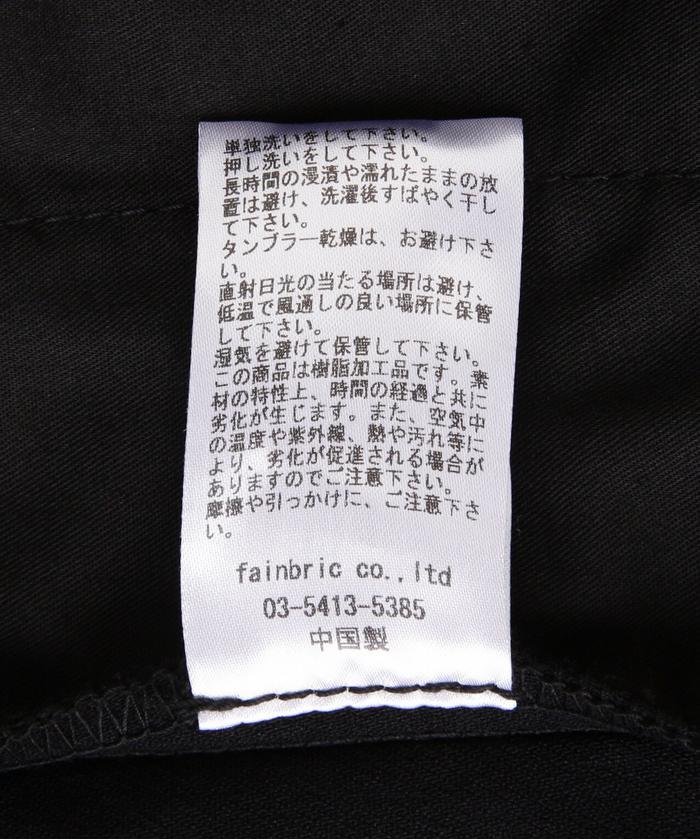 単独洗いをして下さい。
押し洗いをして下さい。
長時間の浸漬や濡れたままの放
置は避け、洗濯後すばやく干し
て下さい。
タンブラー乾燥は、お避け下さ
い。
直射日光の当たる場所は避け、
低温で風通しの良い場所に保管
して下さい。
湿気を避けて保管して下さい。
この商品は樹脂加工品です。素
材の特性上、時間の経過と共に
劣化が生じます。また、空気中
の温度や紫外線、熱や汚れ等に
より、劣化が促進される場合が
ありますのでご注意下さい。
摩擦や引っかけに、ご注意下さ
い。
fainbric co.,ltd
03-5413-5385
中国製